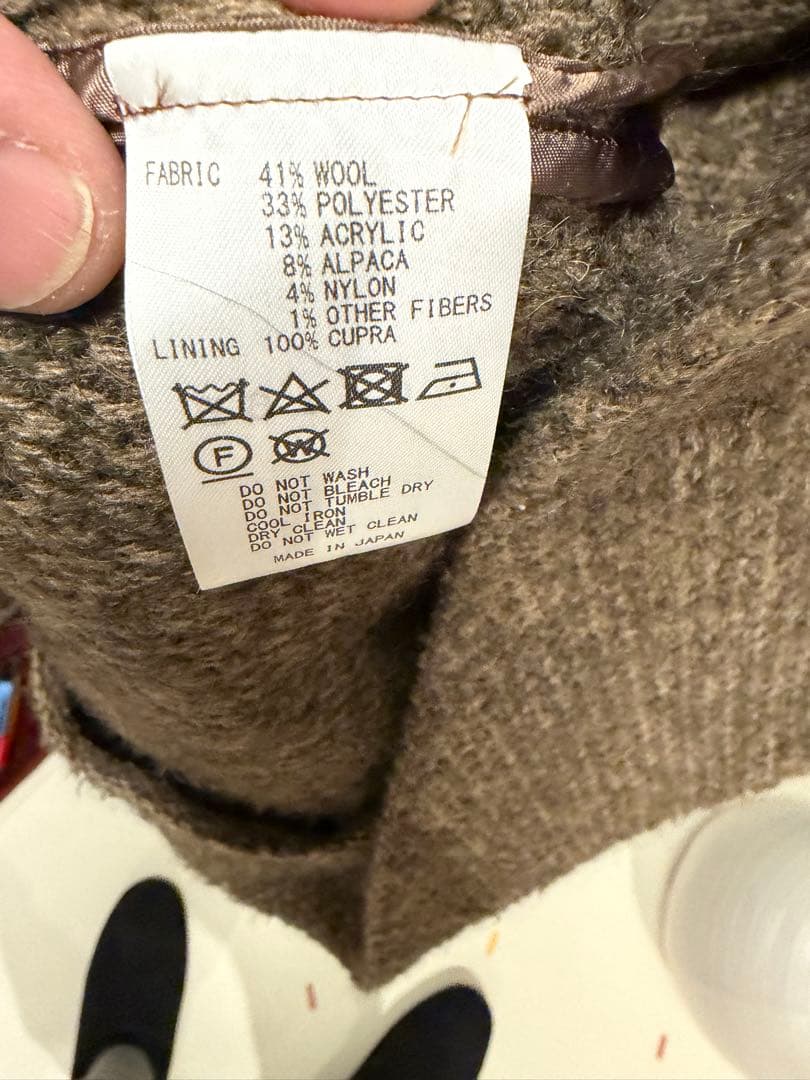 FABRIC 41% WOOL
33% POLYESTER
13% ACRYLIC
8% ALPACA
4% NYLON
1% OTHER FIBERS
LINING 100% CUPRA
F W
DO NOT WASH
DO NOT BLEACH
DO NOT TUMBLE DRY
COOL IRON
DRY CLEAN
DO NOT WET CLEAN
MADE IN JAPAN